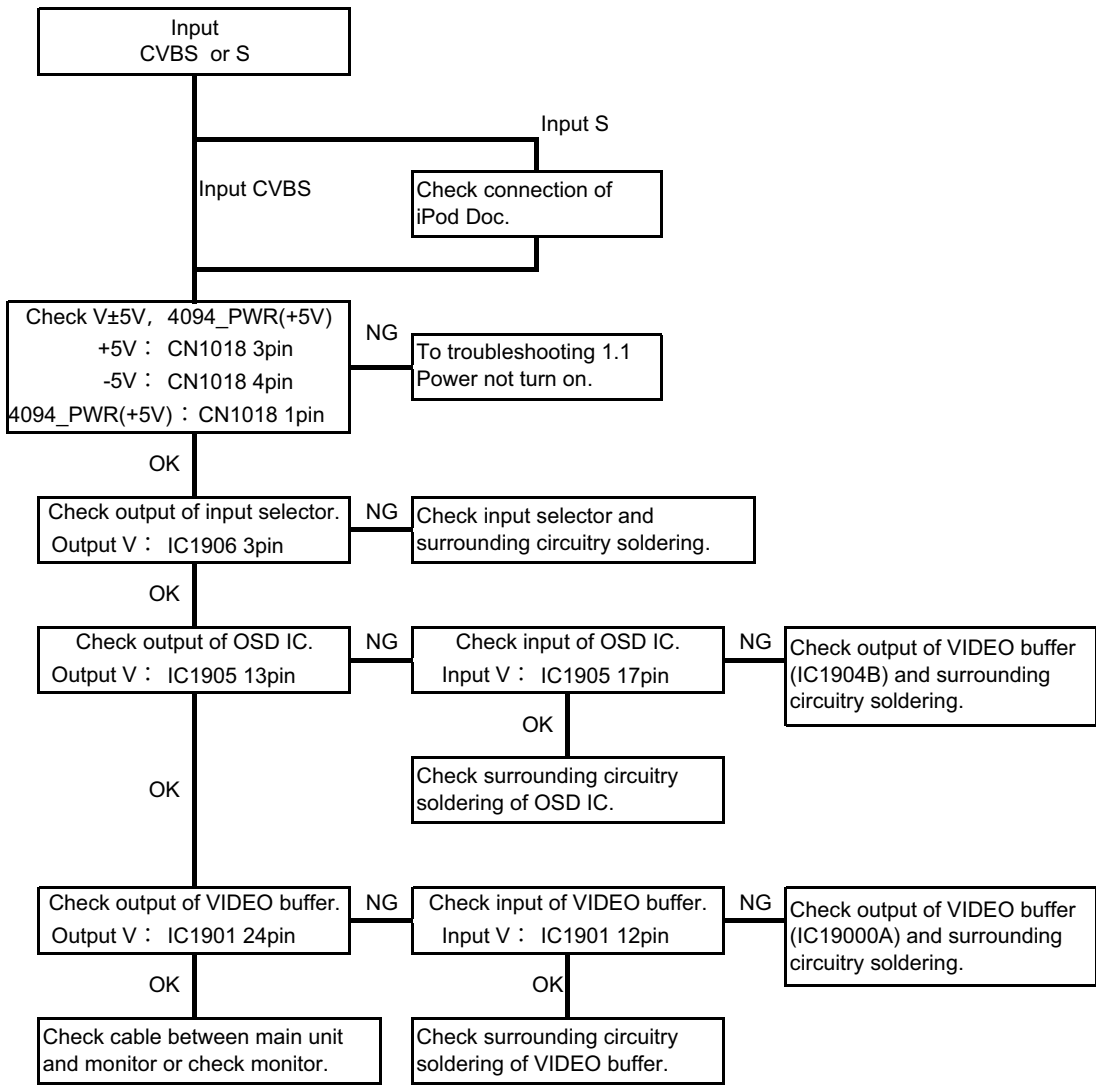 Input
CVBS or S
Input S
Input CVBS
Check connection of
iPod Doc.
Check V±5V, 4094_PWR(+5V)
+5V： CN1018 3pin
-5V： CN1018 4pin
4094_PWR(+5V)：CN1018 1pin
NG
To troubleshooting 1.1
Power not turn on.
OK
Check output of input selector.
Output V： IC1906 3pin
NG
Check input selector and
surrounding circuitry soldering.
OK
Check output of OSD IC.
Output V： IC1905 13pin
NG
Check input of OSD IC.
Input V： IC1905 17pin
NG
Check output of VIDEO buffer
(IC1904B) and surrounding
circuitry soldering.
OK
Check surrounding circuitry
soldering of OSD IC.
OK
Check output of VIDEO buffer.
Output V： IC1901 24pin
NG
Check input of VIDEO buffer.
Input V： IC1901 12pin
NG
Check output of VIDEO buffer
(IC19000A) and surrounding
circuitry soldering.
OK
OK
Check cable between main unit
and monitor or check monitor.
Check surrounding circuitry
soldering of VIDEO buffer.